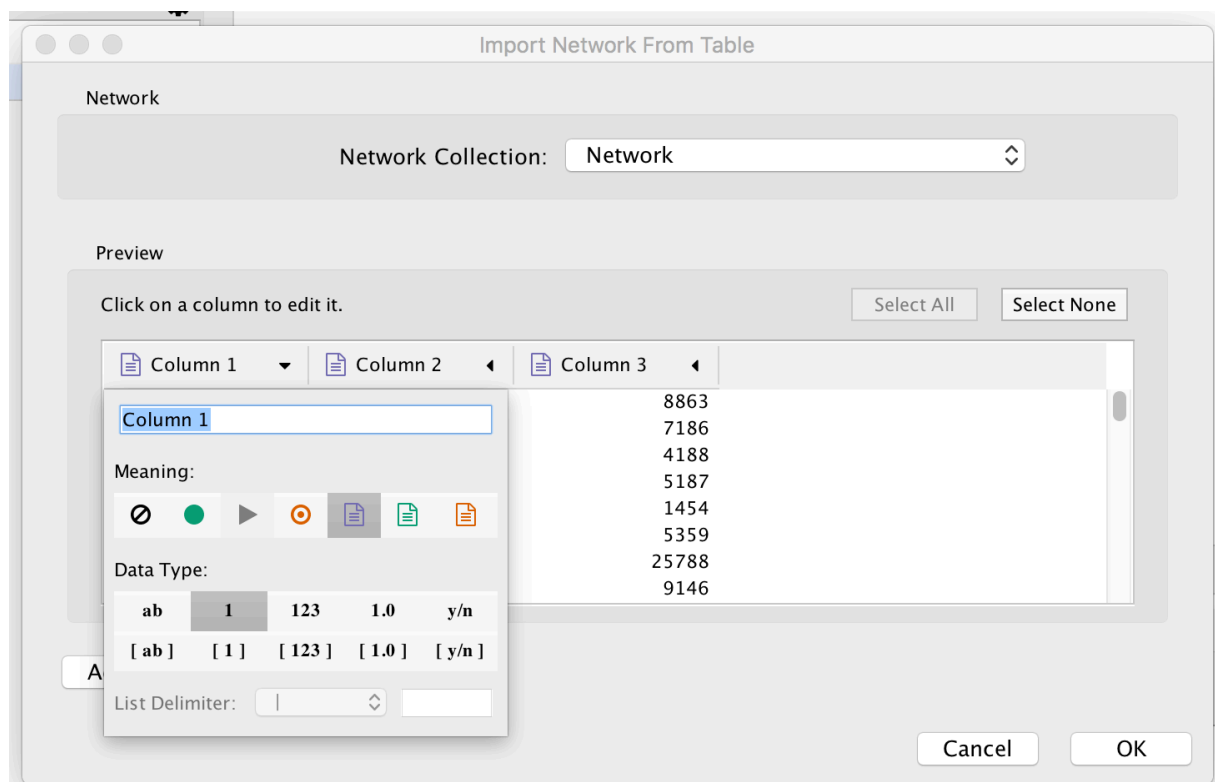 Import Network From Table
Network
Network Collection: Network
Preview
Click on a column to edit it. Select All Select None
Column 1 Column 2 Column 3
Column 1
Meaning:
Data Type:
ab 1 123 1.0 y/n
[ ab ] [ 1 ] [ 123 ] [ 1.0 ] [ y/n ]
List Delimiter: |
8863
7186
4188
5187
1454
5359
25788
9146
A
Cancel OK